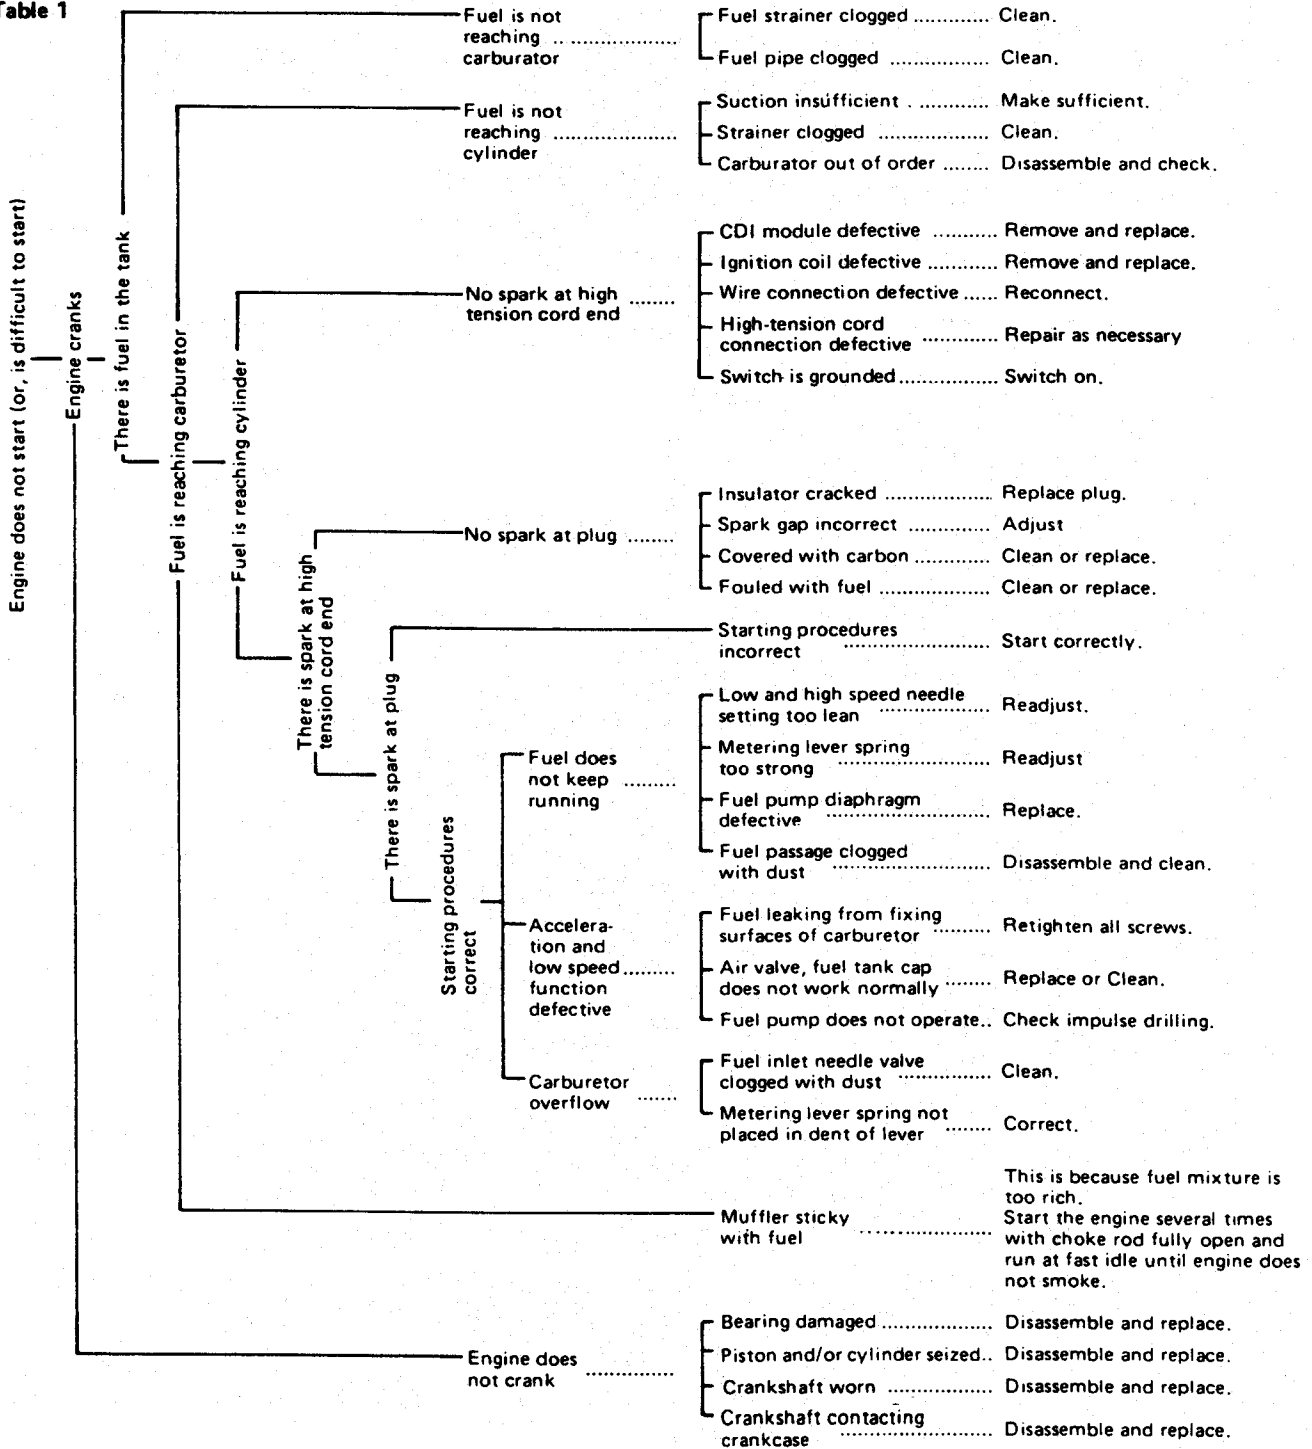 Table 1
Engine does not start (or, is difficult to start)
Engine cranks
There is fuel in the tank
Fuel is reaching carburetor
Fuel is reaching cylinder
There is spark at high
tension cord end
There is spark at plug
Starting procedures
correct
Fuel is not
reaching .. ....................
carburator
Fuel strainer clogged ............. Clean.
Fuel pipe clogged ................. Clean.
Fuel is not
reaching .....................
cylinder
Suction insufficient . ............ Make sufficient.
Strainer clogged ................... Clean.
Carburator out of order ........ Disassemble and check.
No spark at high ........
tension cord end
CDI module defective ........... Remove and replace.
Ignition coil defective ............ Remove and replace.
Wire connection defective ...... Reconnect.
High-tension cord
connection defective ............. Repair as necessary
Switch is grounded ................. Switch on.
No spark at plug ........
Insulator cracked ................... Replace plug.
Spark gap incorrect .............. Adjust
Covered with carbon .............. Clean or replace.
Fouled with fuel ................... Clean or replace.
Starting procedures
incorrect ......................... Start correctly.
Fuel does
not keep .........
running
Low and high speed needle
setting too lean ................... Readjust.
Metering lever spring
too strong .......................... Readjust
Fuel pump diaphragm
defective ............................ Replace.
Fuel passage clogged
with dust ........................... Disassemble and clean.
Accelera-
tion and
low speed .........
function
defective
Fuel leaking from fixing
surfaces of carburetor .......... Retighten all screws.
Air valve, fuel tank cap
does not work normally ........ Replace or Clean.
Fuel pump does not operate.. Check impulse drilling.
Carburetor
overflow ......
Fuel inlet needle valve
clogged with dust ................ Clean.
Metering lever spring not
placed in dent of lever ........ Correct.
Muffler sticky
with fuel .......................
This is because fuel mixture is
too rich.
Start the engine several times
with choke rod fully open and
run at fast idle until engine does
not smoke.
Engine does
not crank ...............
Bearing damaged ................... Disassemble and replace.
Piston and/or cylinder seized.. Disassemble and replace.
Crankshaft worn .................. Disassemble and replace.
Crankshaft contacting
crankcase .......................... Disassemble and replace.